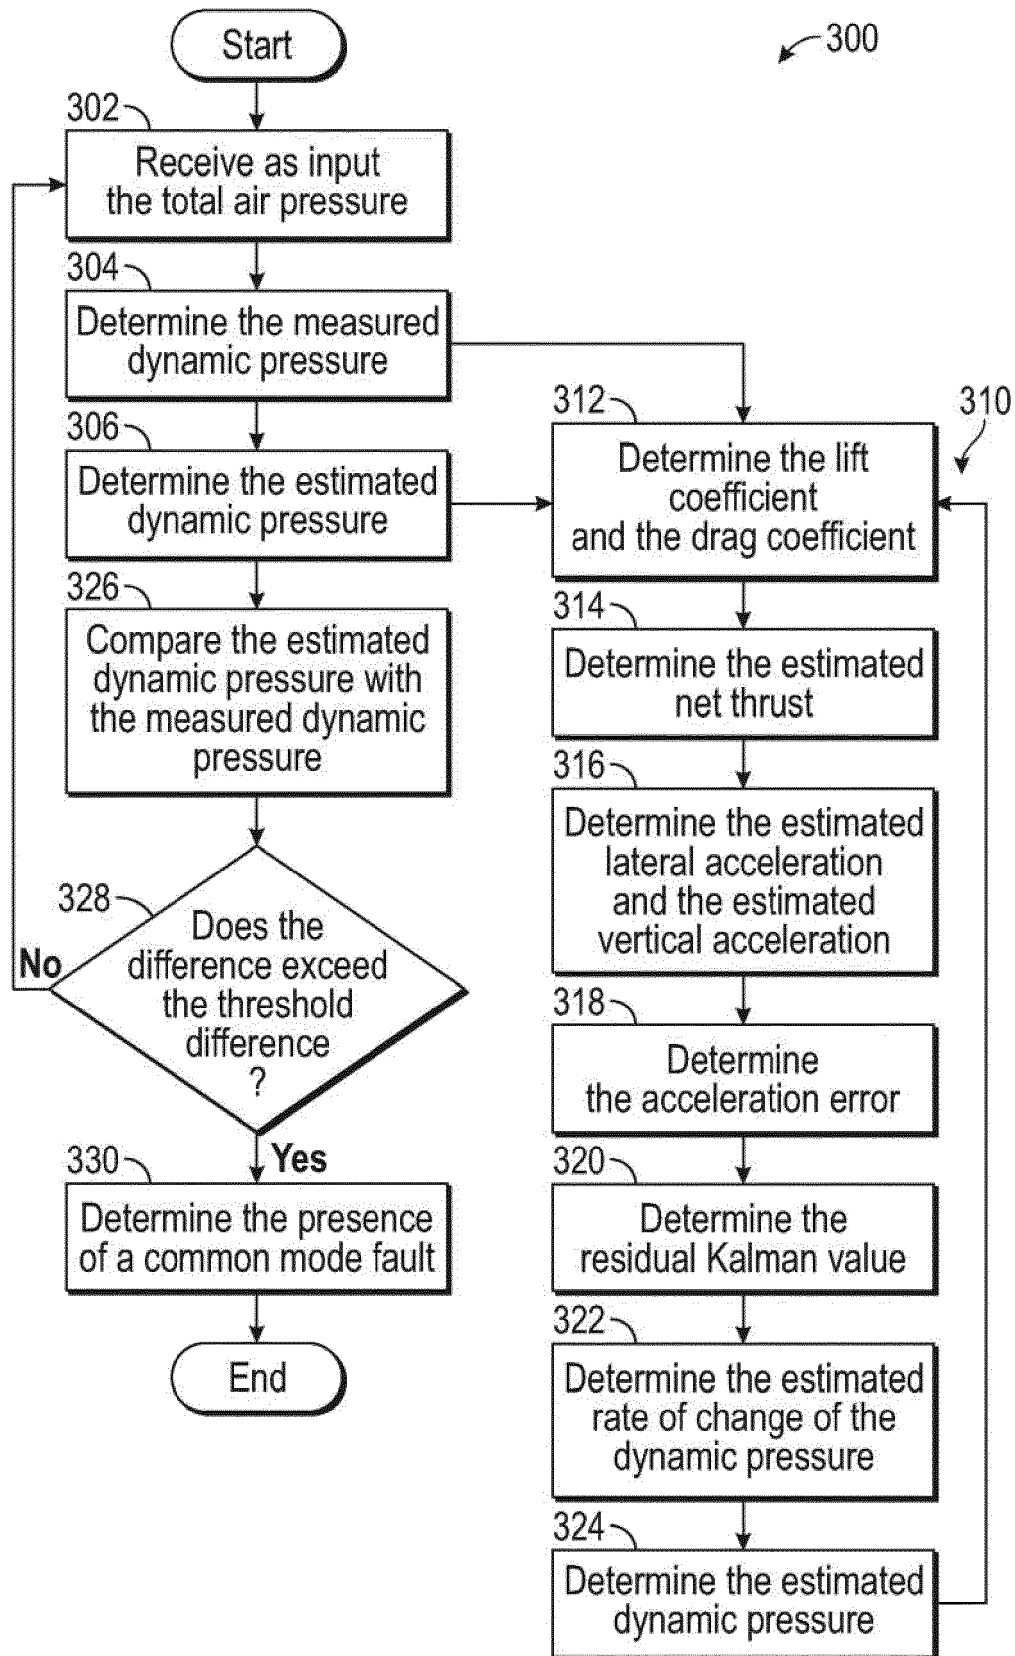 Start
300
302
Receive as input
the total air pressure
304
Determine the measured
dynamic pressure
306
Determine the estimated
dynamic pressure
326
Compare the estimated
dynamic pressure with
the measured dynamic
pressure
328
Does the
difference exceed
the threshold
difference
?
No
Yes
330
Determine the presence
of a common mode fault
End
310
312
Determine the lift
coefficient
and the drag coefficient
314
Determine the estimated
net thrust
316
Determine the estimated
lateral acceleration
and the estimated
vertical acceleration
318
Determine
the acceleration error
320
Determine the
residual Kalman value
322
Determine the estimated
rate of change of the
dynamic pressure
324
Determine the estimated
dynamic pressure